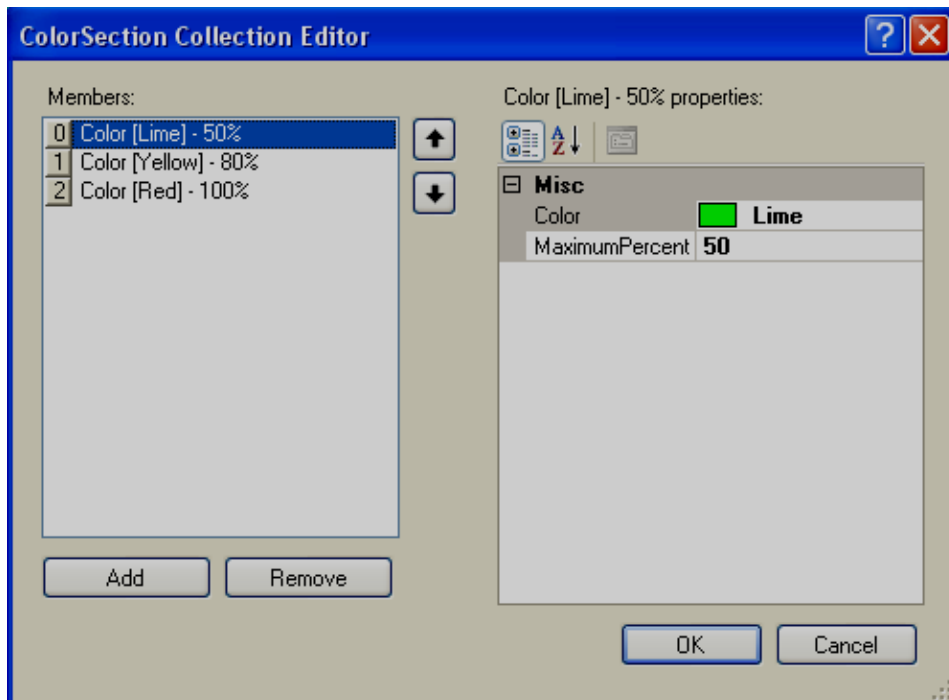 ColorSection Collection Editor
Members:
0 Color [Lime] - 50%
1 Color [Yellow] - 80%
2 Color [Red] - 100%
Add Remove
Color [Lime] - 50% properties:
A
Z
Misc
Color Lime
MaximumPercent 50
OK Cancel